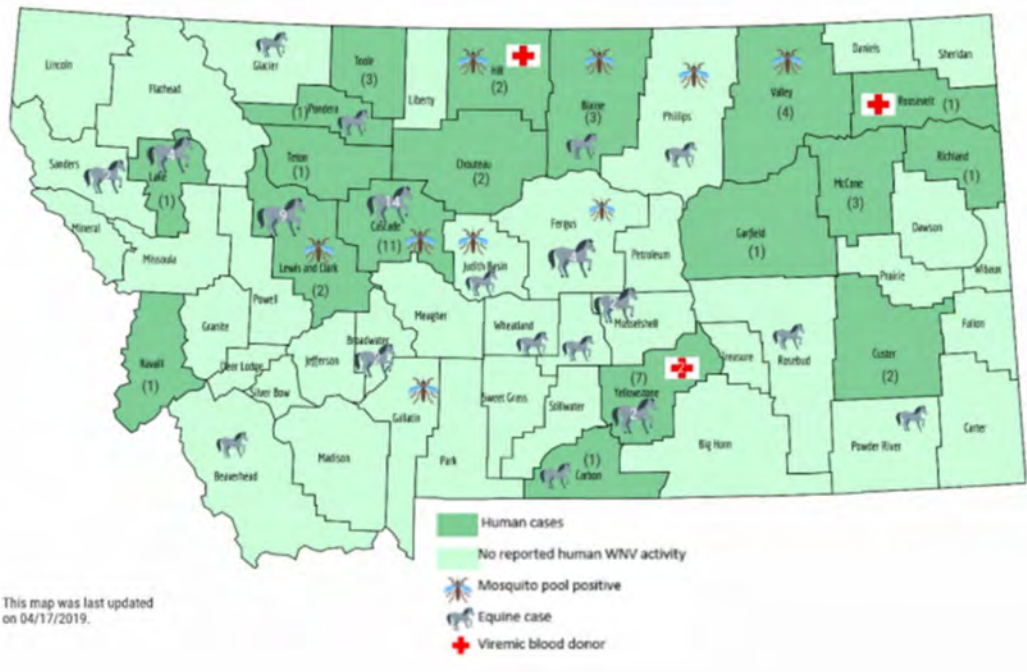 Daniels
Sheridan
Glacier
Lincoln
Toole
(3)
Hill
(2)
Flathead
Liberty
Blaine
(3)
Valley
(4)
Roosevelt (1)
(1) Pondera
Phillips
Sanders
Lake
(1)
Teton
(1)
Chouteau
(2)
Richland
(1)
McCone
(3)
Cascade
(11)
Fergus
Garfield
(1)
Dawson
Mineral
Missoula
Lewis and Clark
(2)
Judith Basin
Petroleum
Prairie
Wibaux
Powell
Granite
Meagher
Wheatland
Musselshell
Fallon
Broadwater
Jefferson
Treasure
Rosebud
Custer
(2)
Ravalli
(1)
Deer Lodge
Silver Bow
2
(7)
Yellowstone
Gallatin
Sweet Grass
Stillwater
Carter
Beaverhead
Madison
Park
Big Horn
Powder River
(1)
Carbon
Human cases
No reported human WNV activity
Mosquito pool positive
Equine case
Viremic blood donor
This map was last updated
on 04/17/2019.